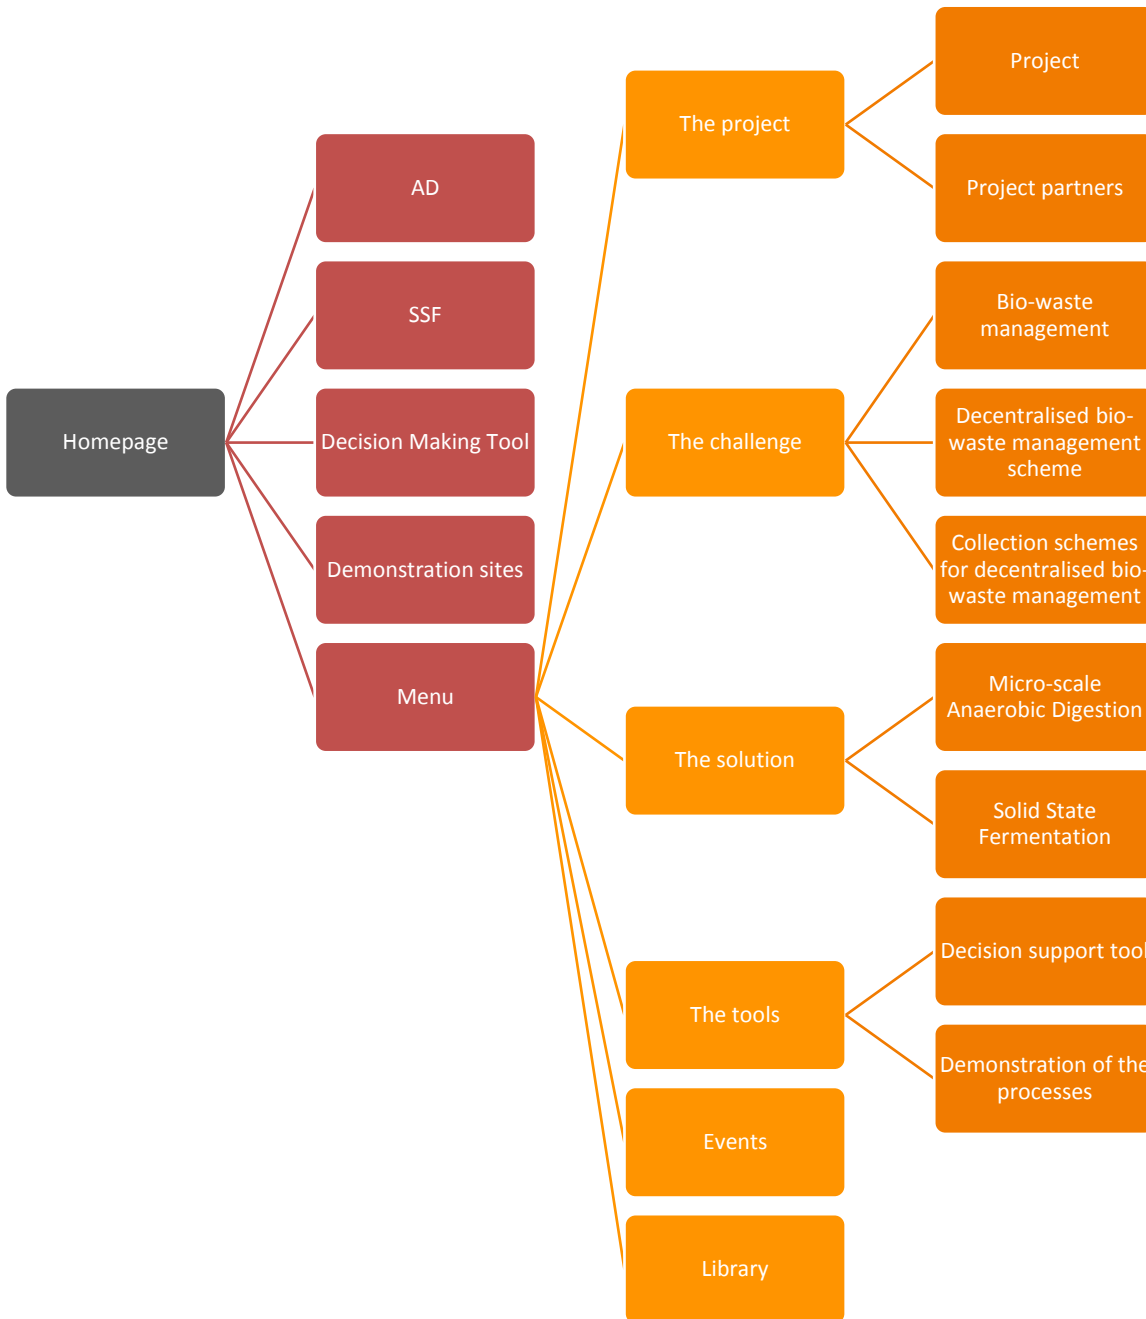 Homepage
AD
SSF
Decision Making Tool
Demonstration sites
Menu
The project
The challenge
The solution
The tools
Events
Library
Project
Project partners
Bio-waste
management
Decentralised bio-
waste management
scheme
Collection schemes
for decentralised bio-
waste management
Micro-scale
Anaerobic Digestion
Solid State
Fermentation
Decision support tool
Demonstration of the
processes